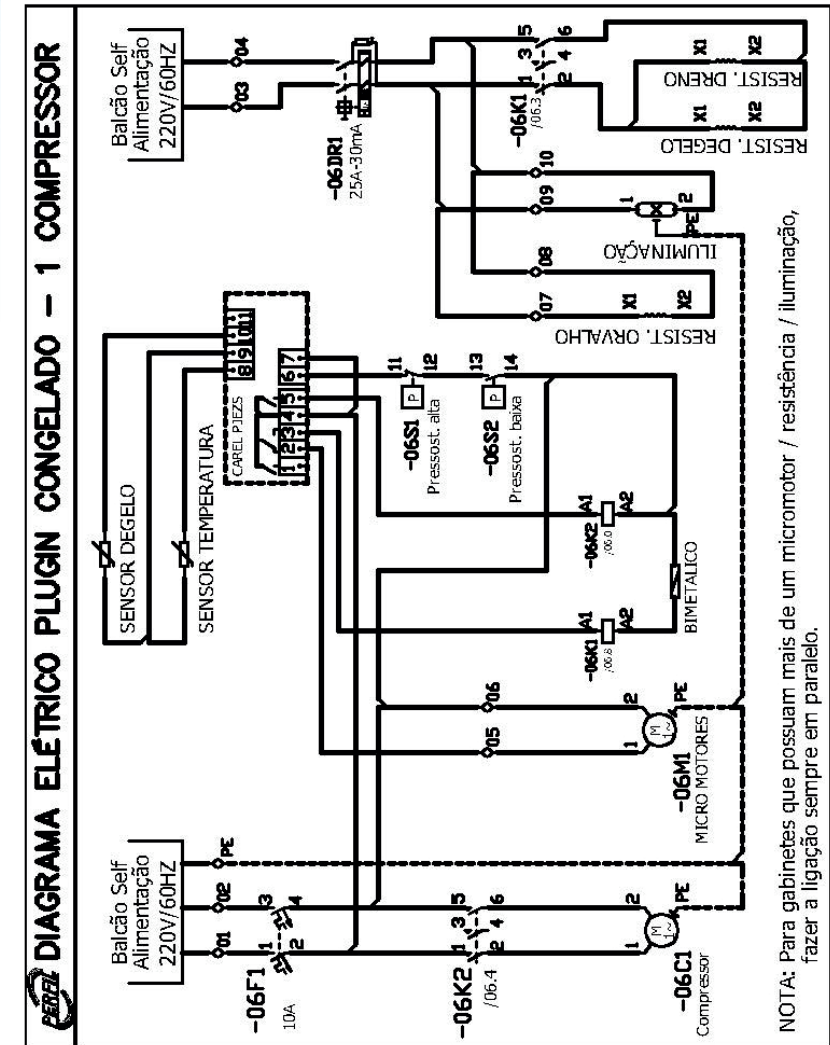 PERFIL DIAGRAMA ELÉTRICO PLUGIN CONGELADO - 1 COMPRESSOR
Balcão Self
Alimentação
220V/60HZ
01
02
PE
-06F1
10A
1
2
3
4
-06K2
/06.4
1
2
3
4
5
6
-06C1
Compressor
M
1~
1
2
PE
05
06
-06M1
MICRO MOTORES
M
1~
1
2
PE
SENSOR DEGELO
SENSOR TEMPERATURA
CAREL PJEZS
8
9
10
11
1
2
3
4
5
6
7
-06S1
Pressost. alta
P
11
12
-06S2
Pressost. baixa
P
13
14
-06K1
/06.8
A1
A2
-06K2
/06.0
A1
A2
BIMETALICO
Balcão Self
Alimentação
220V/60HZ
03
04
-06DR1
25A-30mA
-06K1
/06.3
1
2
3
4
5
6
07
08
09
10
RESIST. ORVALHO
X1
X2
ILUMINAÇÃO
1
2
PE
RESIST. DEGELO
X1
X2
RESIST. DRENO
X1
X2
NOTA: Para gabinetes que possuam mais de um micromotor / resistência / iluminação,
fazer a ligação sempre em paralelo.